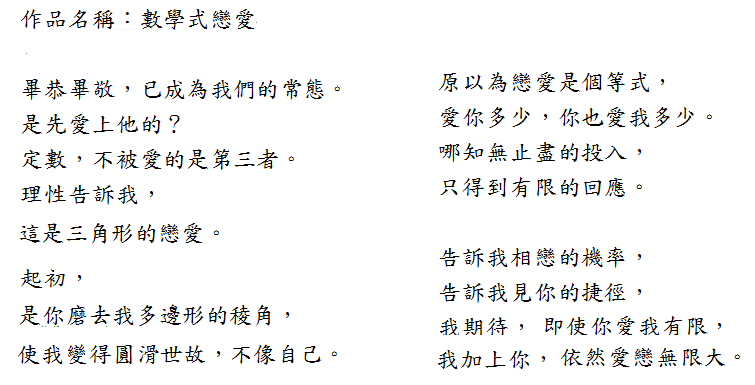 作品名稱：數學式戀愛
畢恭畢敬，已成為我們的常態。
是先愛上他的？
定數，不被愛的是第三者。
理性告訴我，
這是三角形的戀愛。
起初，
是你磨去我多邊形的稜角，
使我變得圓滑世故，不像自己。
原以為戀愛是個等式，
愛你多少，你也愛我多少。
哪知無止盡的投入，
只得到有限的回應。
告訴我相戀的機率，
告訴我見你的捷徑，
我期待，即使你愛我有限，
我加上你，依然愛戀無限大。